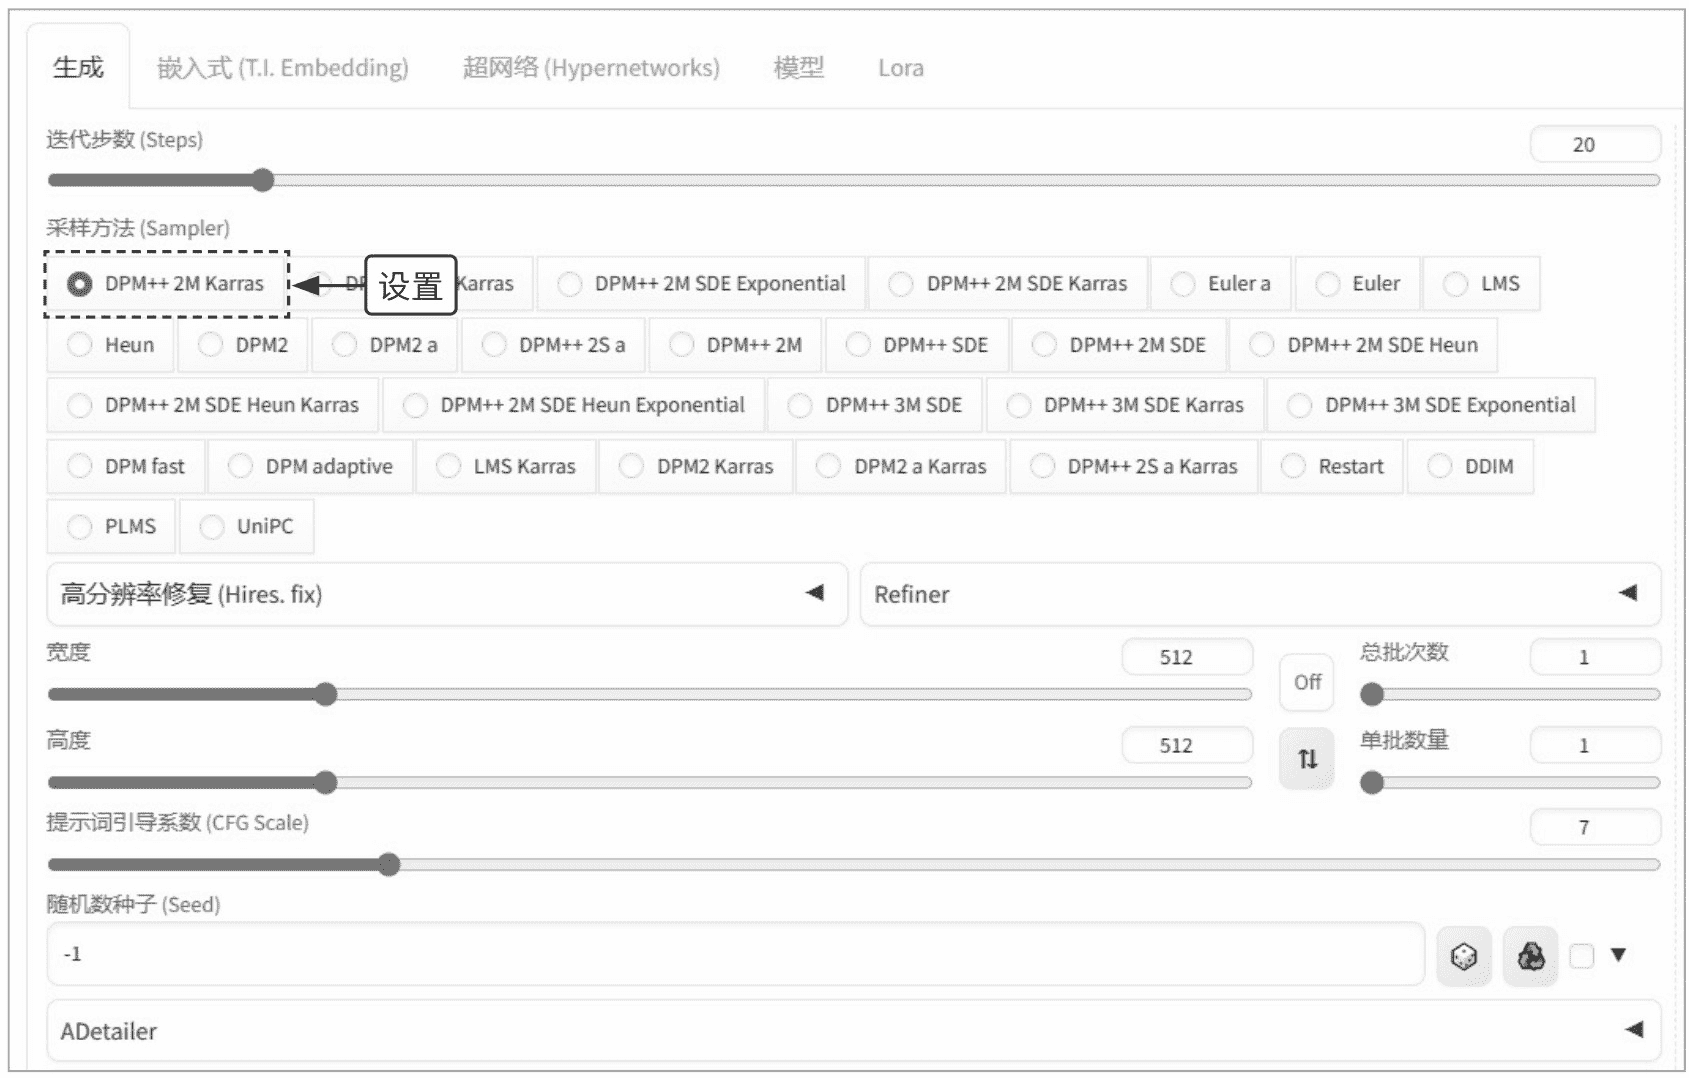 生成 嵌入式 (T.I. Embedding) 超网络 (Hypernetworks) 模型 Lora
迭代步数 (Steps) 20
采样方法 (Sampler)
DPM++ 2M Karras 设置 Karras DPM++ 2M SDE Exponential DPM++ 2M SDE Karras Euler a Euler LMS
Heun DPM2 DPM2 a DPM++ 2S a DPM++ 2M DPM++ SDE DPM++ 2M SDE DPM++ 2M SDE Heun
DPM++ 2M SDE Heun Karras DPM++ 2M SDE Heun Exponential DPM++ 3M SDE DPM++ 3M SDE Karras DPM++ 3M SDE Exponential
DPM fast DPM adaptive LMS Karras DPM2 Karras DPM2 a Karras DPM++ 2S a Karras Restart DDIM
PLMS UniPC
高分辨率修复 (Hires. fix) Refiner
宽度 512 Off 总批次数 1
高度 512 单批数量 1
提示词引导系数 (CFG Scale) 7
随机数种子 (Seed)
-1
ADetailer